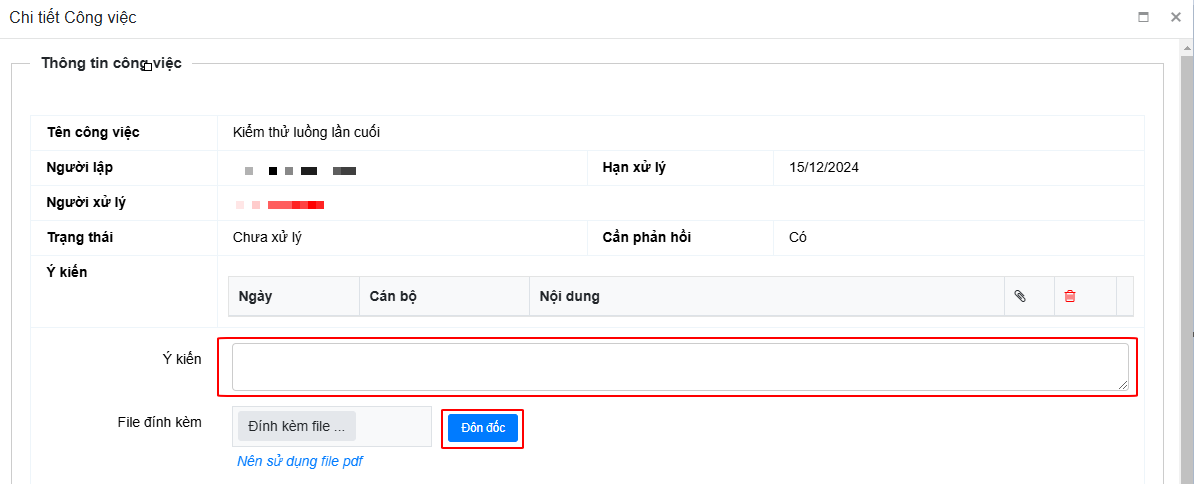 Chi tiết Công việc
Thông tin công việc
Tên công việc Kiểm thử luồng lần cuối
Người lập Hạn xử lý 15/12/2024
Người xử lý
Trạng thái Chưa xử lý Cần phản hồi Có
Ý kiến
Ngày Cán bộ Nội dung
Ý kiến
File đính kèm Đính kèm file ... Đôn đốc
Nên sử dụng file pdf